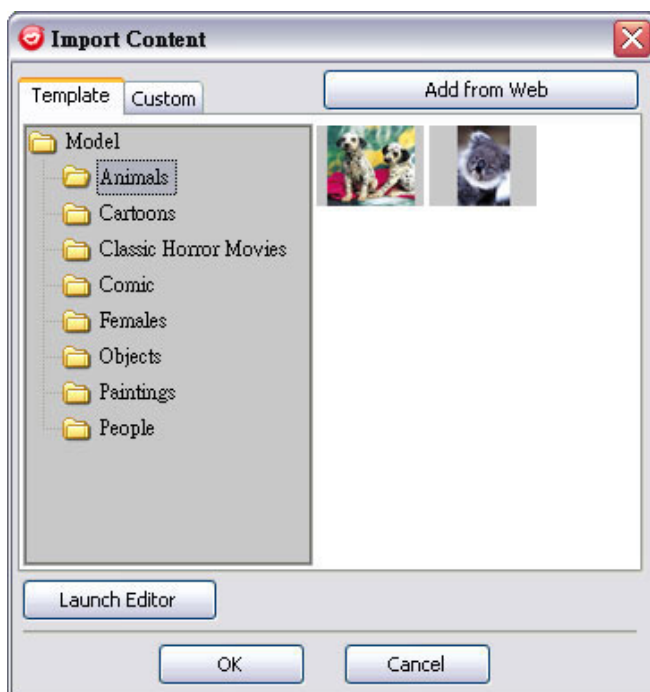 Import Content
Template
Custom
Add from Web
Model
Animals
Cartoons
Classic Horror Movies
Comic
Females
Objects
Paintings
People
Launch Editor
OK
Cancel